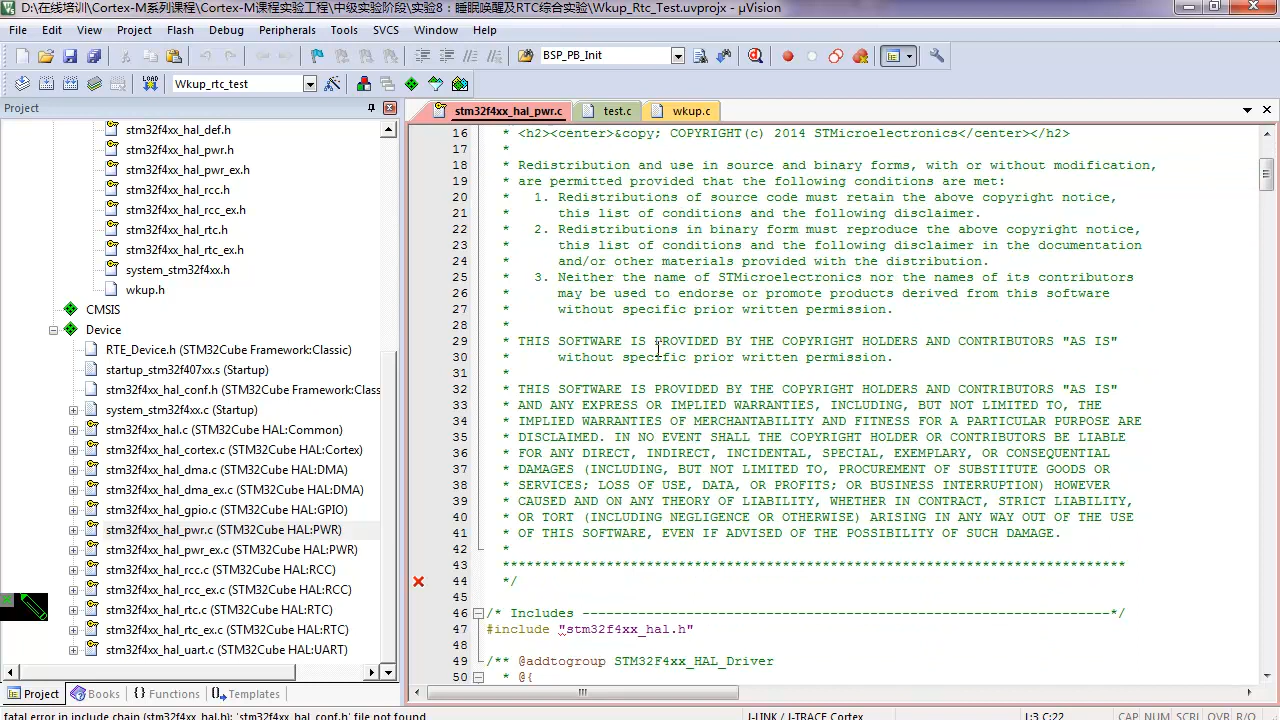 D:\在线培训\Cortex-M系列课程\Cortex-M课程实验工程\中级实验阶段\实验8：睡眠唤醒及RTC综合实验\Wkup_Rtc_Test.uvprojx - µVision
File Edit View Project Flash Debug Peripherals Tools SVCS Window Help
BSP_PB_Init
LOAD Wkup_rtc_test
Project
stm32f4xx_hal_def.h
stm32f4xx_hal_pwr.h
stm32f4xx_hal_pwr_ex.h
stm32f4xx_hal_rcc.h
stm32f4xx_hal_rcc_ex.h
stm32f4xx_hal_rtc.h
stm32f4xx_hal_rtc_ex.h
system_stm32f4xx.h
wkup.h
CMSIS
Device
RTE_Device.h (STM32Cube Framework:Classic)
startup_stm32f407xx.s (Startup)
stm32f4xx_hal_conf.h (STM32Cube Framework:Class
system_stm32f4xx.c (Startup)
stm32f4xx_hal.c (STM32Cube HAL:Common)
stm32f4xx_hal_cortex.c (STM32Cube HAL:Cortex)
stm32f4xx_hal_dma.c (STM32Cube HAL:DMA)
stm32f4xx_hal_dma_ex.c (STM32Cube HAL:DMA)
stm32f4xx_hal_gpio.c (STM32Cube HAL:GPIO)
stm32f4xx_hal_pwr.c (STM32Cube HAL:PWR)
stm32f4xx_hal_pwr_ex.c (STM32Cube HAL:PWR)
stm32f4xx_hal_rcc.c (STM32Cube HAL:RCC)
stm32f4xx_hal_rcc_ex.c (STM32Cube HAL:RCC)
stm32f4xx_hal_rtc.c (STM32Cube HAL:RTC)
stm32f4xx_hal_rtc_ex.c (STM32Cube HAL:RTC)
stm32f4xx_hal_uart.c (STM32Cube HAL:UART)
Project Books {} Functions Templates
stm32f4xx_hal_pwr.c test.c wkup.c
16 * <h2><center>&copy; COPYRIGHT(c) 2014 STMicroelectronics</center></h2>
17 *
18 * Redistribution and use in source and binary forms, with or without modification,
19 * are permitted provided that the following conditions are met:
20 * 1. Redistributions of source code must retain the above copyright notice,
21 * this list of conditions and the following disclaimer.
22 * 2. Redistributions in binary form must reproduce the above copyright notice,
23 * this list of conditions and the following disclaimer in the documentation
24 * and/or other materials provided with the distribution.
25 * 3. Neither the name of STMicroelectronics nor the names of its contributors
26 * may be used to endorse or promote products derived from this software
27 * without specific prior written permission.
28 *
29 * THIS SOFTWARE IS PROVIDED BY THE COPYRIGHT HOLDERS AND CONTRIBUTORS "AS IS"
30 * without specific prior written permission.
31 *
32 * THIS SOFTWARE IS PROVIDED BY THE COPYRIGHT HOLDERS AND CONTRIBUTORS "AS IS"
33 * AND ANY EXPRESS OR IMPLIED WARRANTIES, INCLUDING, BUT NOT LIMITED TO, THE
34 * IMPLIED WARRANTIES OF MERCHANTABILITY AND FITNESS FOR A PARTICULAR PURPOSE ARE
35 * DISCLAIMED. IN NO EVENT SHALL THE COPYRIGHT HOLDER OR CONTRIBUTORS BE LIABLE
36 * FOR ANY DIRECT, INDIRECT, INCIDENTAL, SPECIAL, EXEMPLARY, OR CONSEQUENTIAL
37 * DAMAGES (INCLUDING, BUT NOT LIMITED TO, PROCUREMENT OF SUBSTITUTE GOODS OR
38 * SERVICES; LOSS OF USE, DATA, OR PROFITS; OR BUSINESS INTERRUPTION) HOWEVER
39 * CAUSED AND ON ANY THEORY OF LIABILITY, WHETHER IN CONTRACT, STRICT LIABILITY,
40 * OR TORT (INCLUDING NEGLIGENCE OR OTHERWISE) ARISING IN ANY WAY OUT OF THE USE
41 * OF THIS SOFTWARE, EVEN IF ADVISED OF THE POSSIBILITY OF SUCH DAMAGE.
42 *
43 ******************************************************************************
44 */
45
46 /* Includes ------------------------------------------------------------------*/
47 #include "stm32f4xx_hal.h"
48
49 /** @addtogroup STM32F4xx_HAL_Driver
50 * @{
fatal error in include chain (stm32f4xx_hal.h): 'stm32f4xx_hal_conf.h' file not found J-LINK / J-TRACE Cortex L:3 C:22 CAP NUM SCRL OVR R/O